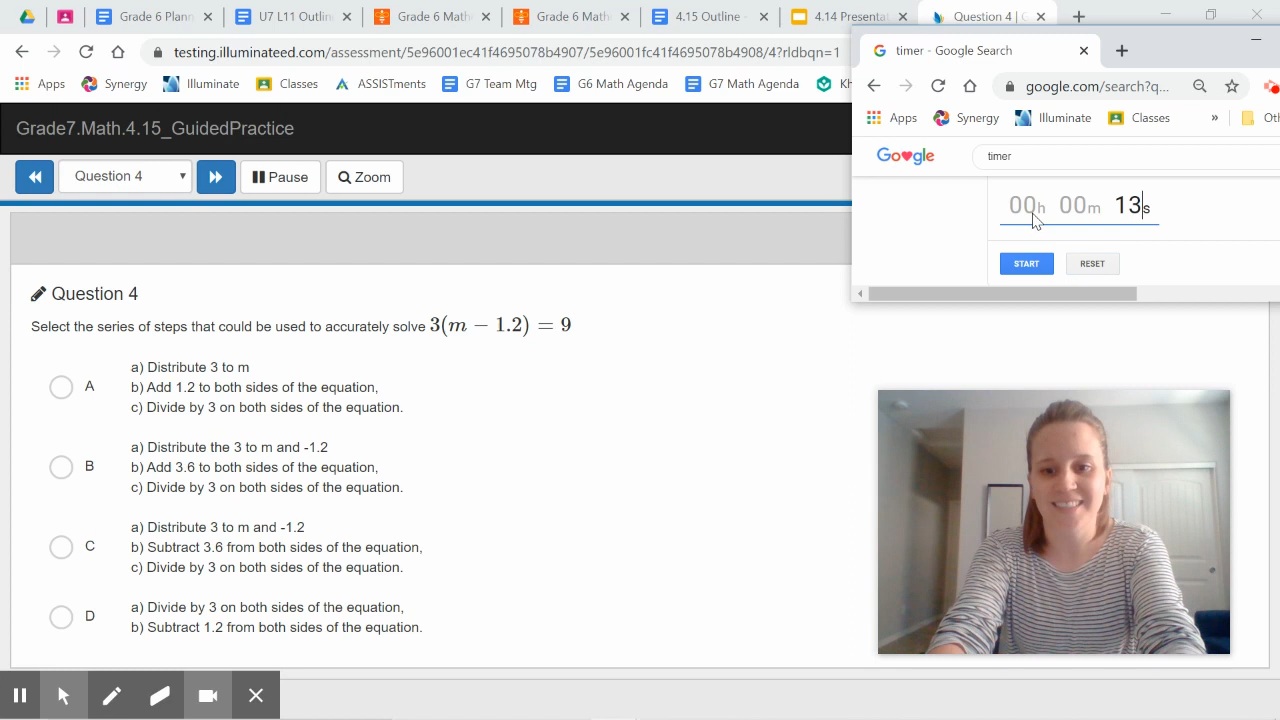 Grade 6 Plann
U7 L11 Outlin
Grade 6 Mat
Grade 6 Math
4.15 Outline
4.14 Presenta
Question 4 | G
testing.illuminateed.com/assessment/5e96001ec41f4695078b4907/5e96001fc41f4695078b4908/4?rldbqn=1
Apps
Synergy
Illuminate
Classes
ASSISTments
G7 Team Mtg
G6 Math Agenda
G7 Math Agenda
Kh
timer - Google Search
google.com/search?q...
Apps
Synergy
Illuminate
Classes
»
Oth
Google
timer
00h 00m 13s
START
RESET
Grade7.Math.4.15_GuidedPractice
Question 4
Pause
Zoom
Question 4
Select the series of steps that could be used to accurately solve 3(m − 1.2) = 9
A
a) Distribute 3 to m
b) Add 1.2 to both sides of the equation,
c) Divide by 3 on both sides of the equation.
B
a) Distribute the 3 to m and -1.2
b) Add 3.6 to both sides of the equation,
c) Divide by 3 on both sides of the equation.
C
a) Distribute 3 to m and -1.2
b) Subtract 3.6 from both sides of the equation,
c) Divide by 3 on both sides of the equation.
D
a) Divide by 3 on both sides of the equation,
b) Subtract 1.2 from both sides of the equation.